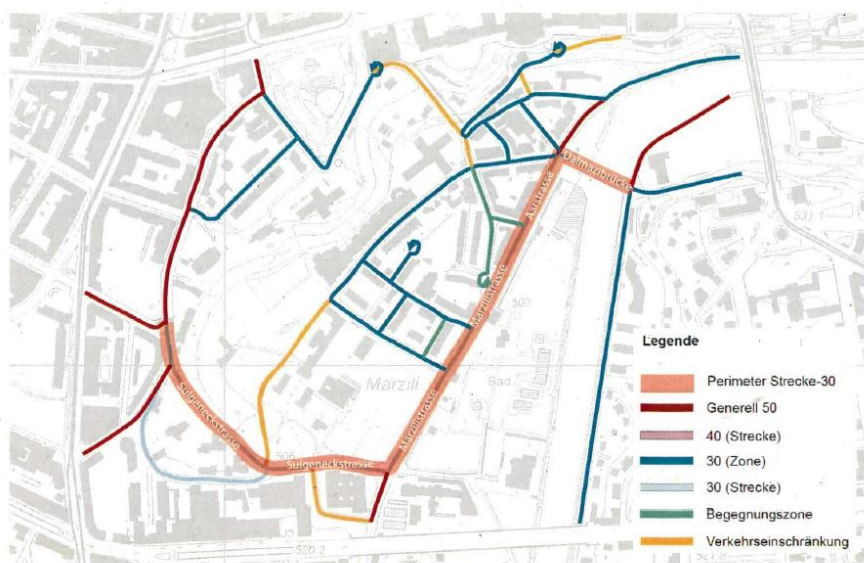 Dalmazibrücke
Aarstrasse
531.1
Marzilistrasse
502
Marzili
Bad
Marzilistrasse
Sulgeneckstrasse
506
Sulgeneckstrasse
520.2
Legende
Perimeter Strecke-30
Generell 50
40 (Strecke)
30 (Zone)
30 (Strecke)
Begegnungszone
Verkehrseinschränkung